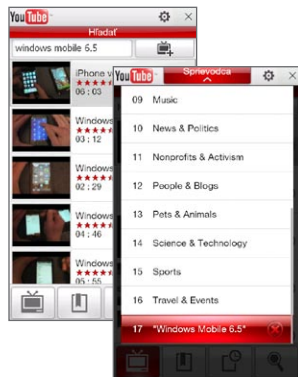 YouTube
Hľadať
windows mobile 6.5
iPhone v
06 : 03
Windows
03 : 12
Windows
02 : 29
Windows
04 : 46
Windows
05 : 55
YouTube
Sprievodca
09 Music
10 News & Politics
11 Nonprofits & Activism
12 People & Blogs
13 Pets & Animals
14 Science & Technology
15 Sports
16 Travel & Events
17 "Windows Mobile 6.5"